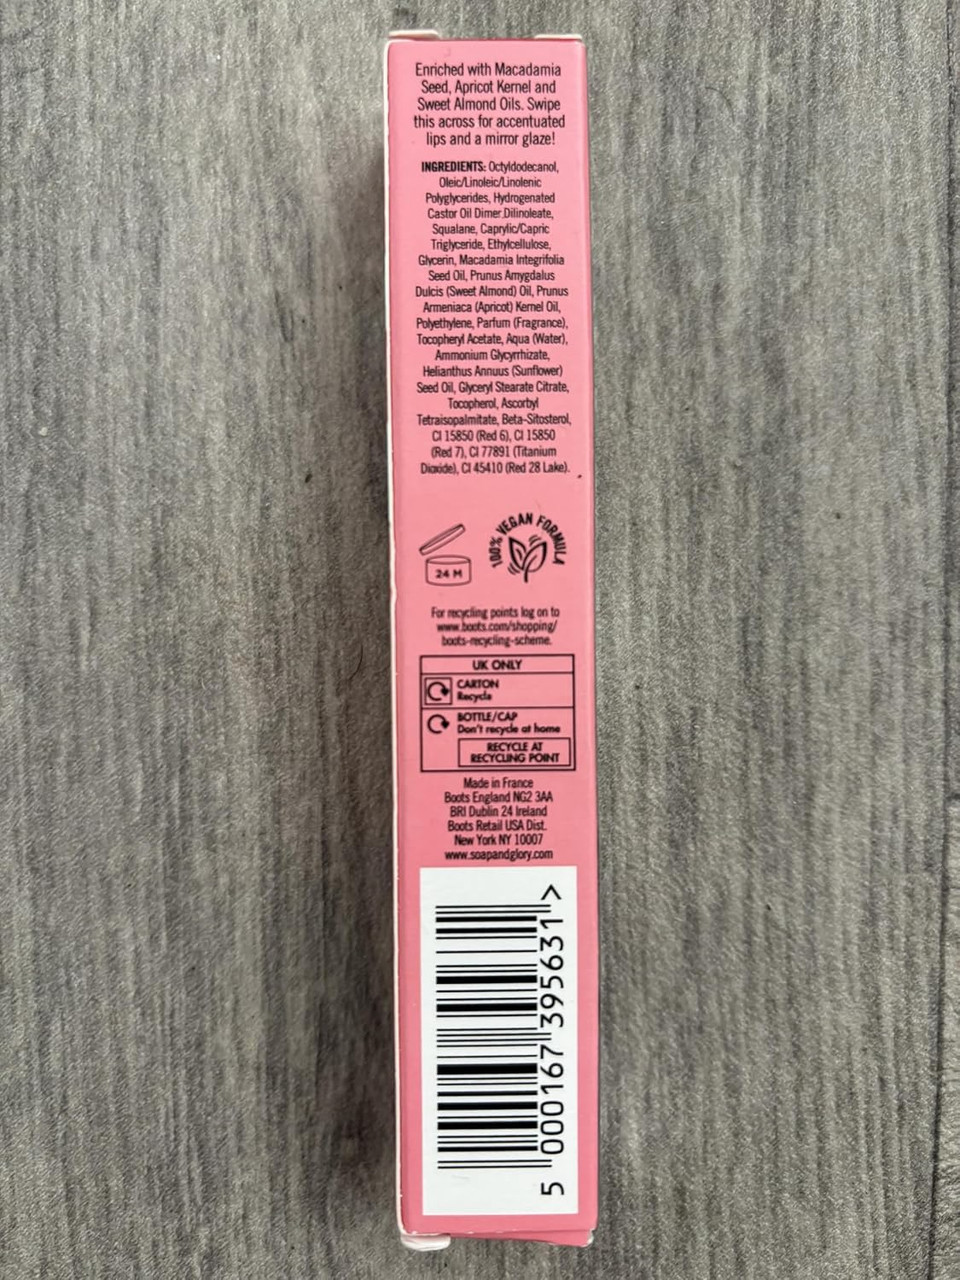 Enriched with Macadamia
Seed, Apricot Kernel and
Sweet Almond Oils. Swipe
this across for accentuated
lips and a mirror glaze!
INGREDIENTS: Octyldodecanol,
Oleic/Linoleic/Linolenic
Polyglycerides, Hydrogenated
Castor Oil Dimer Dilinoleate,
Squalane, Caprylic/Capric
Triglyceride, Ethylcellulose,
Glycerin, Macadamia Integrifolia
Seed Oil, Prunus Amygdalus
Dulcis (Sweet Almond) Oil, Prunus
Armeniaca (Apricot) Kernel Oil,
Polyethylene, Parfum (Fragrance),
Tocopheryl Acetate, Aqua (Water),
Ammonium Glycyrrhizate,
Helianthus Annuus (Sunflower)
Seed Oil, Glyceryl Stearate Citrate,
Tocopherol, Ascorbyl
Tetraisopalmitate, Beta-Sitosterol,
CI 15850 (Red 6), CI 15850
(Red 7), CI 77891 (Titanium
Dioxide), CI 45410 (Red 28 Lake).
24 M
100% VEGAN FORMULA
For recycling points log on to
www.boots.com/shopping/
boots-recycling-scheme.
UK ONLY
CARTON
Recycle
BOTTLE/CAP
Don't recycle at home
RECYCLE AT
RECYCLING POINT
Made in France
Boots England NG2 3AA
BRI Dublin 24 Ireland
Boots Retail USA Dist.
New York NY 10007
www.soapandglory.com
5 000167 395631 >